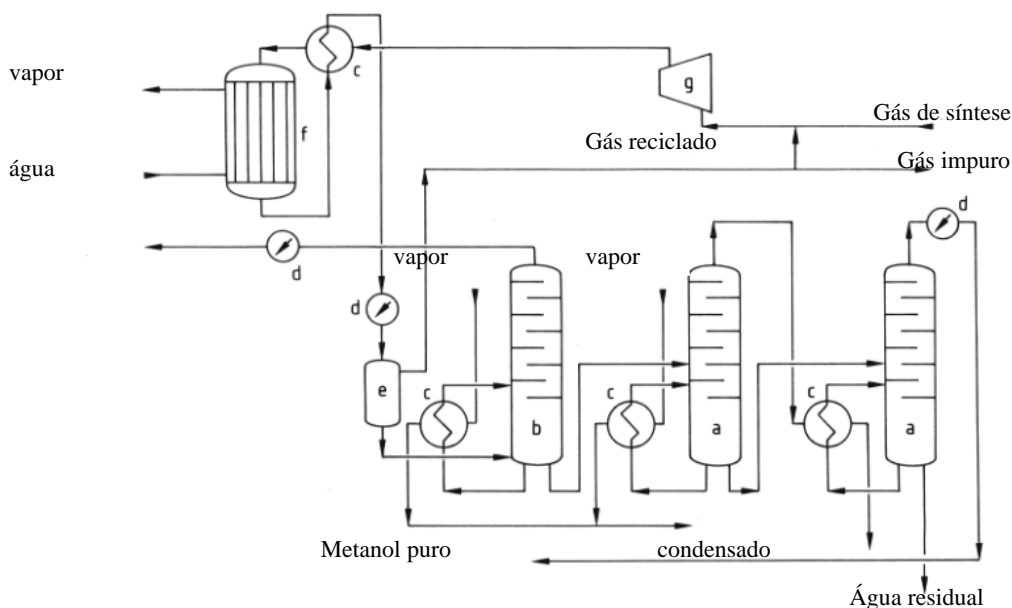 g
c
vapor
Gás de síntese
f
Gás reciclado
Gás impuro
água
d
d
vapor
vapor
d
e
c
c
c
b
a
a
Metanol puro
condensado
Água residual